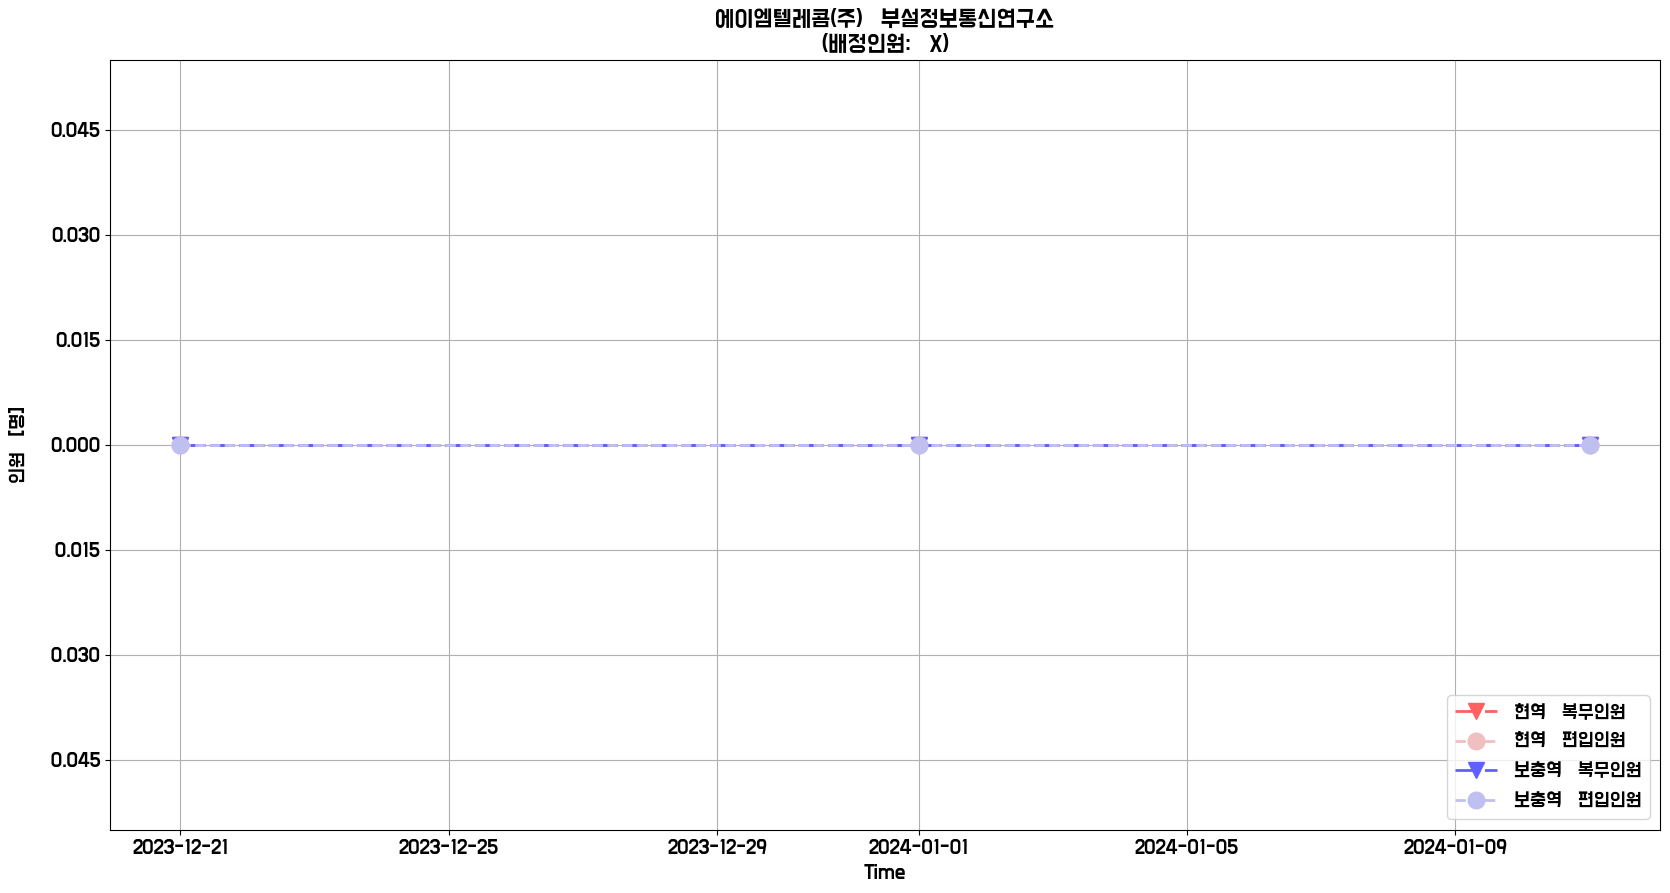 에이엠텔레콤(주) 부설정보통신연구소
(배정인원: X)
인원 [명]
0.045
0.030
0.015
0.000
0.015
0.030
0.045
현역 복무인원
현역 편입인원
보충역 복무인원
보충역 편입인원
2023-12-21 2023-12-25 2023-12-29 2024-01-01 2024-01-05 2024-01-09
Time